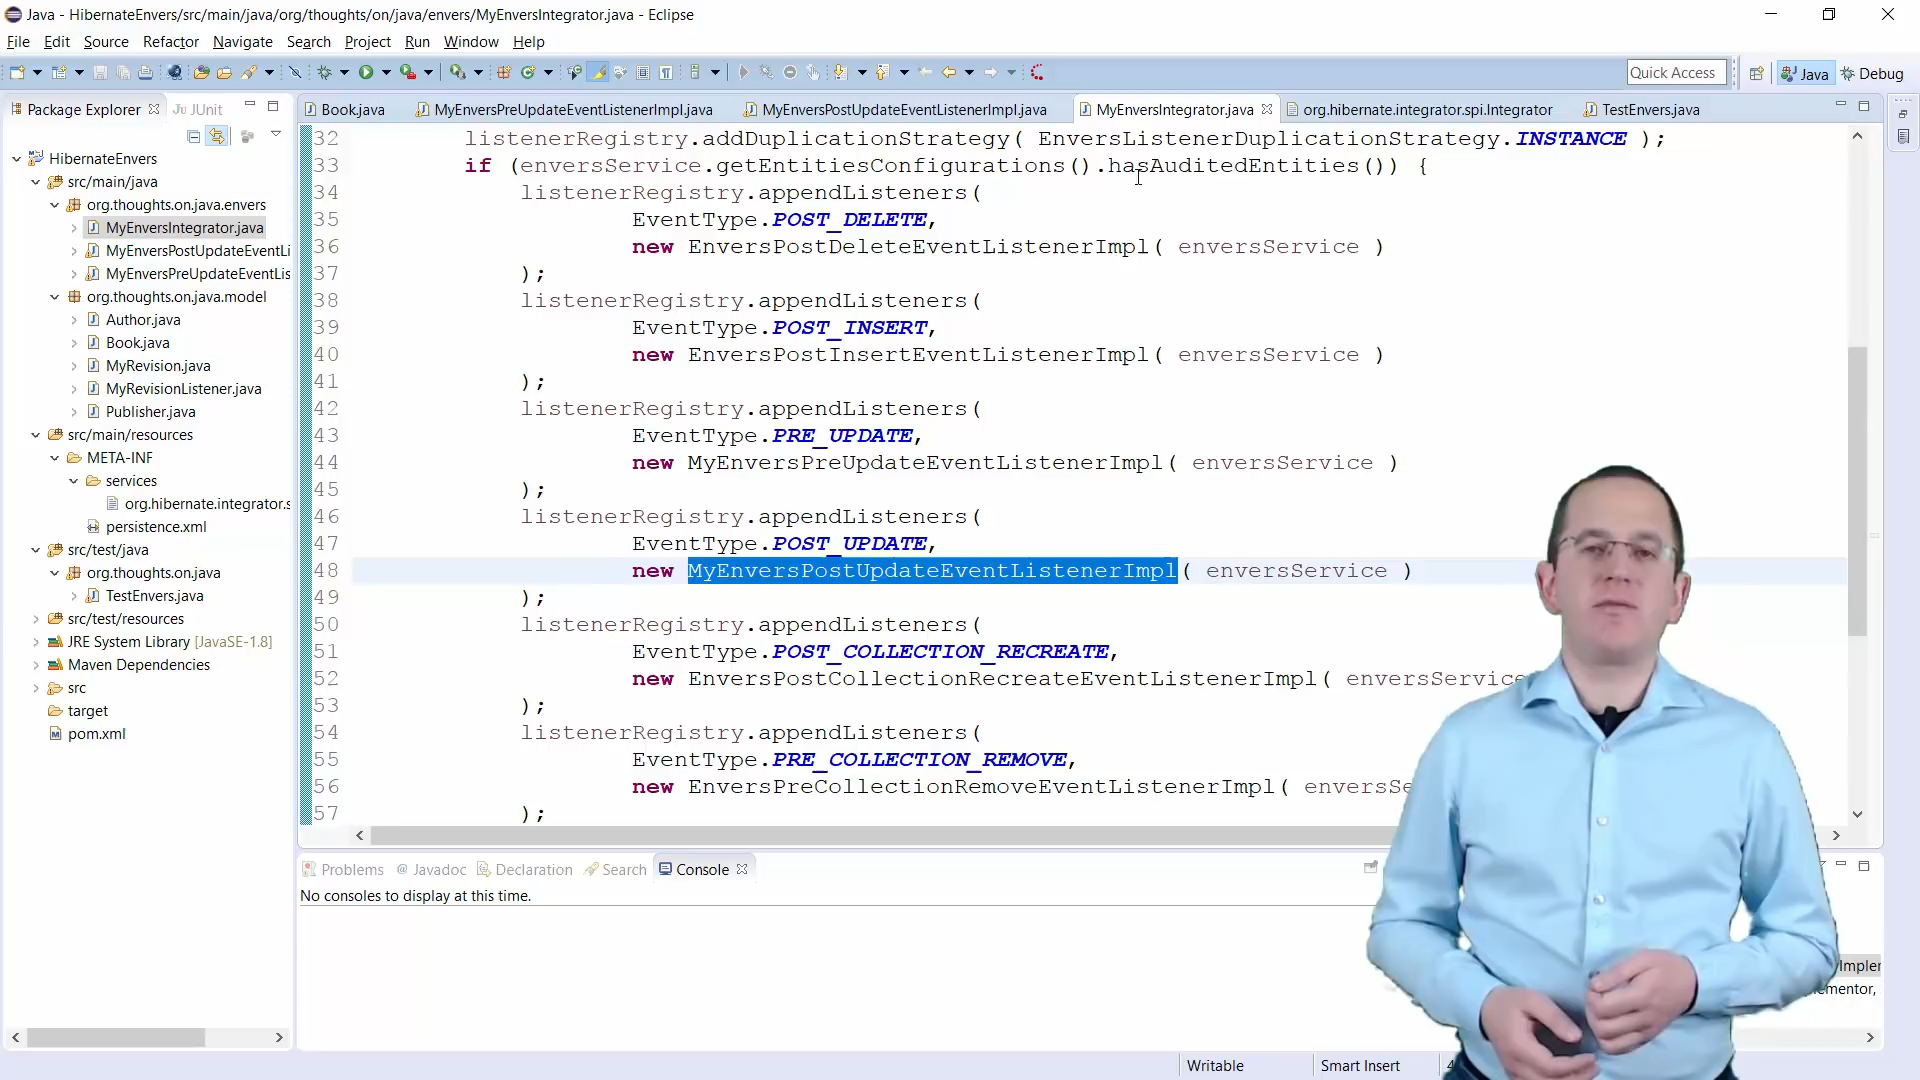 Java - HibernateEnvers/src/main/java/org/thoughts/on/java/envers/MyEnversIntegrator.java - Eclipse
File Edit Source Refactor Navigate Search Project Run Window Help
Quick Access Java Debug
Package Explorer JUnit
Book.java MyEnversPreUpdateEventListenerImpl.java MyEnversPostUpdateEventListenerImpl.java MyEnversIntegrator.java org.hibernate.integrator.spi.Integrator TestEnvers.java
HibernateEnvers
src/main/java
org.thoughts.on.java.envers
MyEnversIntegrator.java
MyEnversPostUpdateEventLi
MyEnversPreUpdateEventLis
org.thoughts.on.java.model
Author.java
Book.java
MyRevision.java
MyRevisionListener.java
Publisher.java
src/main/resources
META-INF
services
org.hibernate.integrator.s
persistence.xml
src/test/java
org.thoughts.on.java
TestEnvers.java
src/test/resources
JRE System Library [JavaSE-1.8]
Maven Dependencies
src
target
pom.xml
32 listenerRegistry.addDuplicationStrategy( EnversListenerDuplicationStrategy.INSTANCE );
33 if (enversService.getEntitiesConfigurations().hasAuditedEntities()) {
34 listenerRegistry.appendListeners(
35 EventType.POST_DELETE,
36 new EnversPostDeleteEventListenerImpl( enversService )
37 );
38 listenerRegistry.appendListeners(
39 EventType.POST_INSERT,
40 new EnversPostInsertEventListenerImpl( enversService )
41 );
42 listenerRegistry.appendListeners(
43 EventType.PRE_UPDATE,
44 new MyEnversPreUpdateEventListenerImpl( enversService )
45 );
46 listenerRegistry.appendListeners(
47 EventType.POST_UPDATE,
48 new MyEnversPostUpdateEventListenerImpl( enversService )
49 );
50 listenerRegistry.appendListeners(
51 EventType.POST_COLLECTION_RECREATE,
52 new EnversPostCollectionRecreateEventListenerImpl( enversService
53 );
54 listenerRegistry.appendListeners(
55 EventType.PRE_COLLECTION_REMOVE,
56 new EnversPreCollectionRemoveEventListenerImpl( enversSe
57 );
Problems Javadoc Declaration Search Console
No consoles to display at this time.
Impler
ementor,
Writable Smart Insert 4